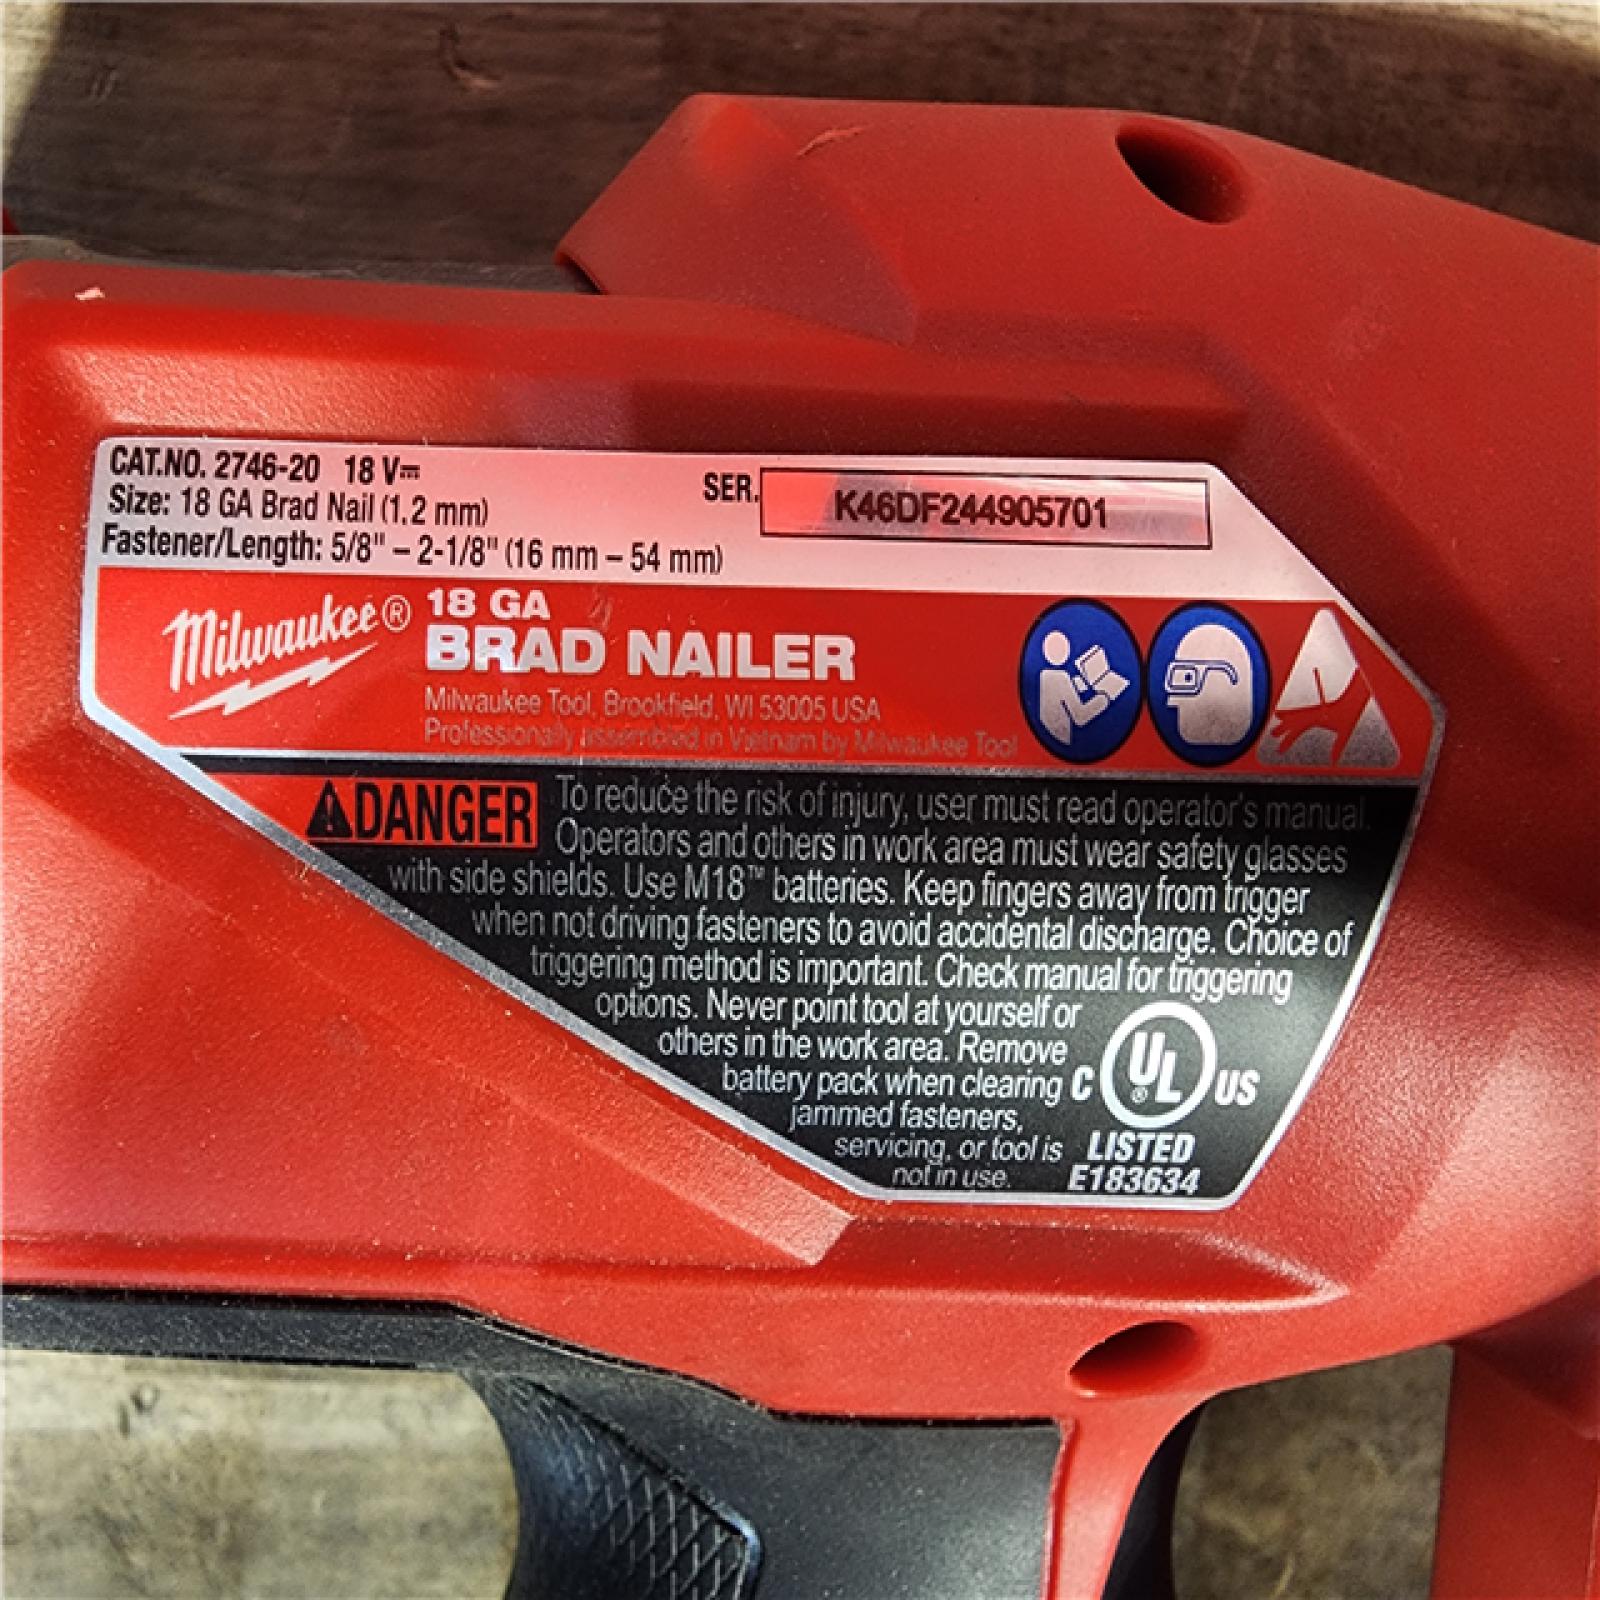 CAT.NO. 2746-20 18 V⎓
Size: 18 GA Brad Nail (1.2 mm)
Fastener/Length: 5/8" – 2-1/8" (16 mm – 54 mm)
SER. K46DF244905701
Milwaukee®
18 GA
BRAD NAILER
Milwaukee Tool, Brookfield, WI 53005 USA
Professionally assembled in Vietnam by Milwaukee Tool
DANGER To reduce the risk of injury, user must read operator's manual.
Operators and others in work area must wear safety glasses
with side shields. Use M18™ batteries. Keep fingers away from trigger
when not driving fasteners to avoid accidental discharge. Choice of
triggering method is important. Check manual for triggering
options. Never point tool at yourself or
others in the work area. Remove
battery pack when clearing
jammed fasteners,
servicing, or tool is
not in use.
C UL® US
LISTED
E183634